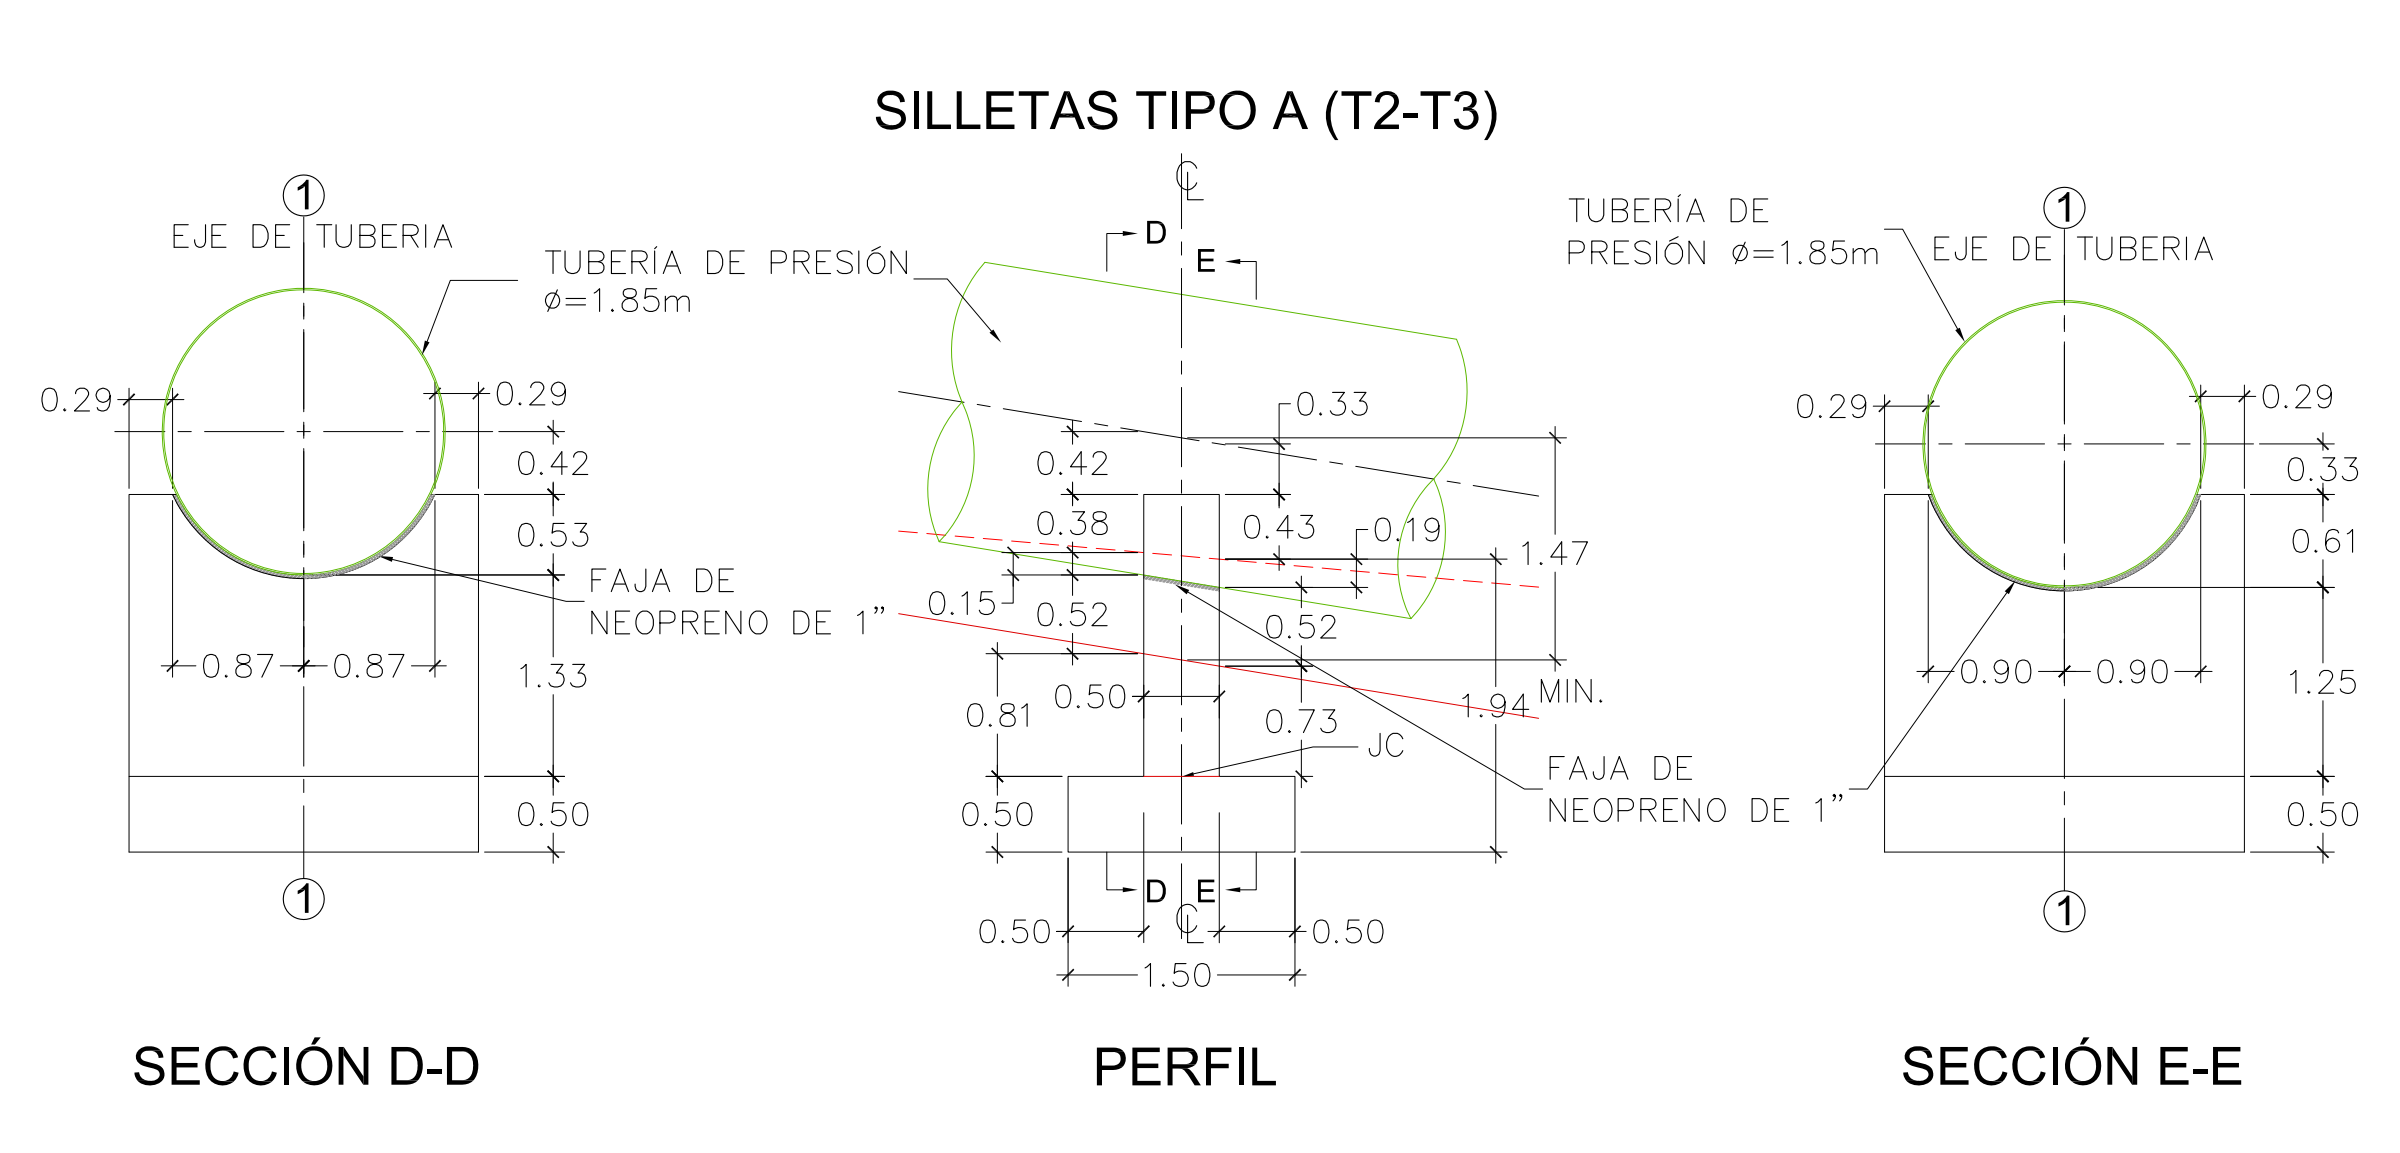 SILLETAS TIPO A (T2-T3)
1
EJE DE TUBERIA
TUBERÍA DE PRESIÓN
ø=1.85m
0.29
0.29
0.42
0.53
FAJA DE
NEOPRENO DE 1”
0.87
0.87
1.33
0.50
1
SECCIÓN D-D
CL
D
E
0.33
0.42
0.38
0.43
0.19
1.47
0.15
0.52
0.52
MIN.
0.50
0.81
0.73
1.94
JC
0.50
FAJA DE
NEOPRENO DE 1”
D
E
CL
0.50
0.50
1.50
PERFIL
TUBERÍA DE
PRESIÓN ø=1.85m
1
EJE DE TUBERIA
0.29
0.29
0.33
0.61
0.90
0.90
1.25
0.50
1
SECCIÓN E-E